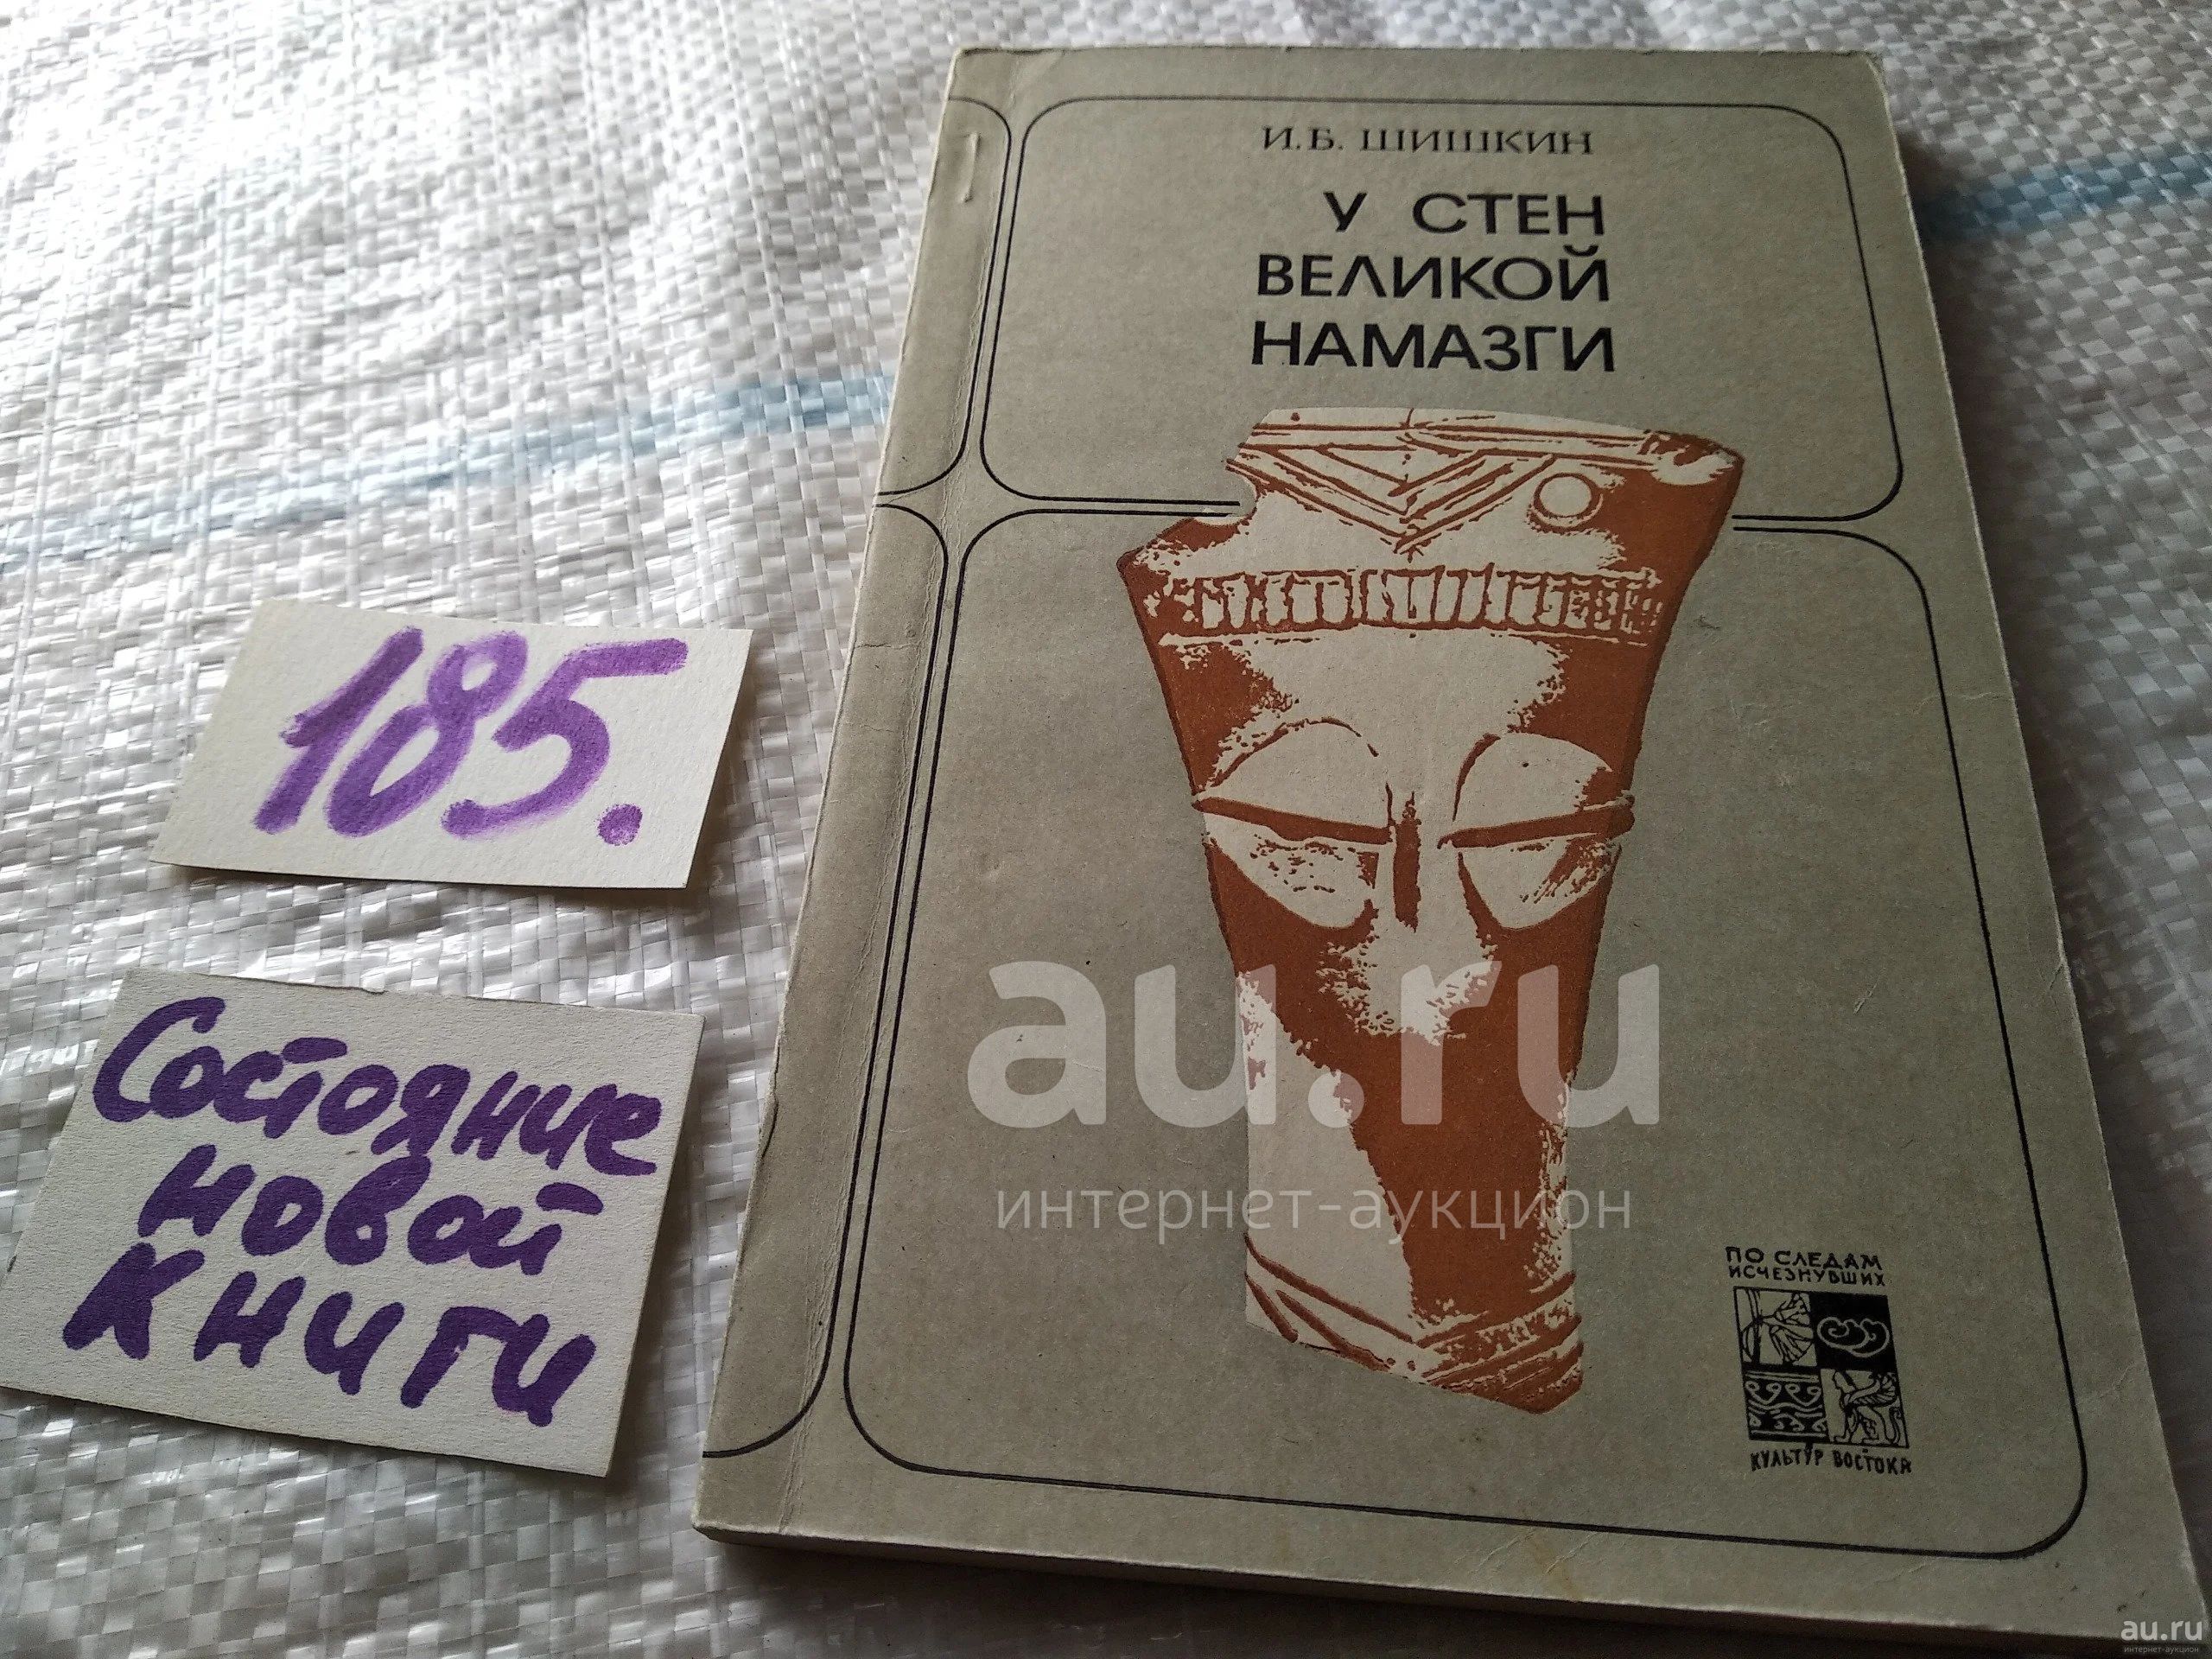 И.Б. ШИШКИН
У СТЕН
ВЕЛИКОЙ
НАМАЗГИ
185.
Состояние
новой
книги
au.ru
интернет-аукцион
ПО СЛЕДАМ
ИСЧЕЗНУВШИХ
КУЛЬТУР ВОСТОКА
au.ru
интернет-аукцион